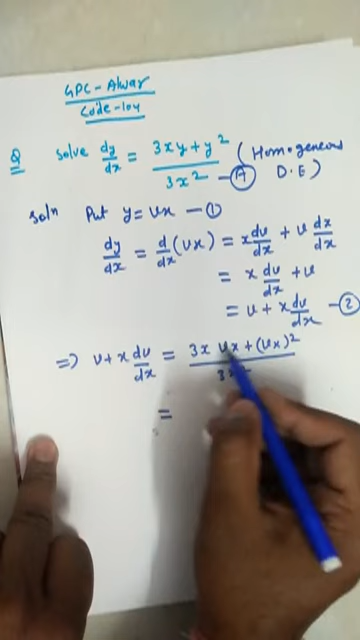 GPC - Alwar
Code-104
Q Solve dy/dx = 3xy+y²/3x² —(A) (Homogeneous D.E)
Soln Put y = vx —(1)
dy/dx = d/dx (vx) = x dv/dx + v dx/dx
= x dv/dx + v
= v + x dv/dx —(2)
=> v + x dv/dx = 3x vx + (vx)²/3x²
=